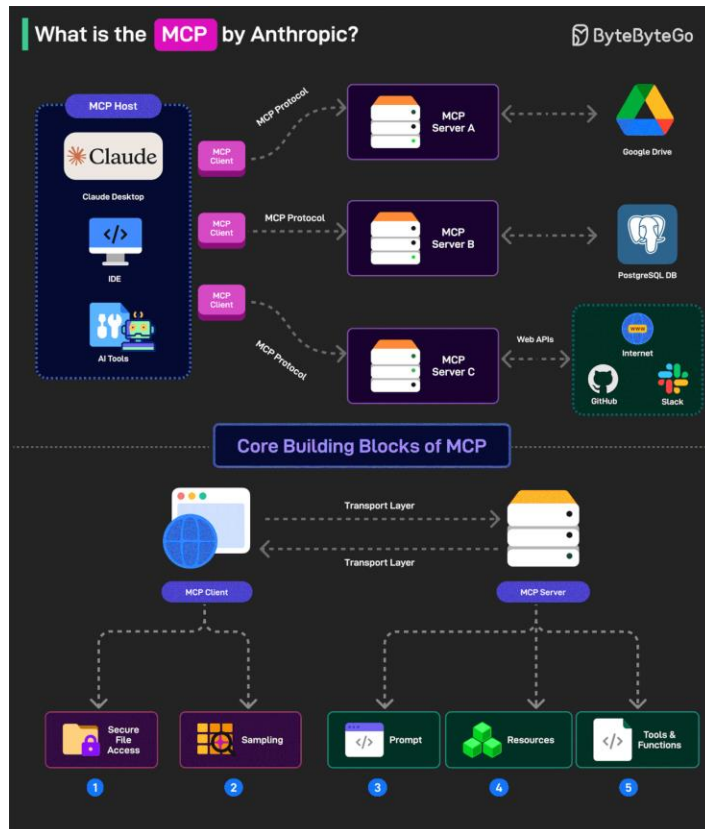 What is the MCP by Anthropic?
ByteByteGo
MCP Host
Claude
Claude Desktop
</>
IDE
AI Tools
MCP
Client
MCP Protocol
MCP
Server A
Google Drive
MCP
Client
MCP Protocol
MCP
Server B
PostgreSQL DB
MCP
Client
MCP Protocol
MCP
Server C
Web APIs
WWW
Internet
GitHub
Slack
Core Building Blocks of MCP
Transport Layer
Transport Layer
MCP Client
MCP Server
Secure
File
Access
Sampling
</>
Prompt
Resources
</>
Tools &
Functions
1
2
3
4
5